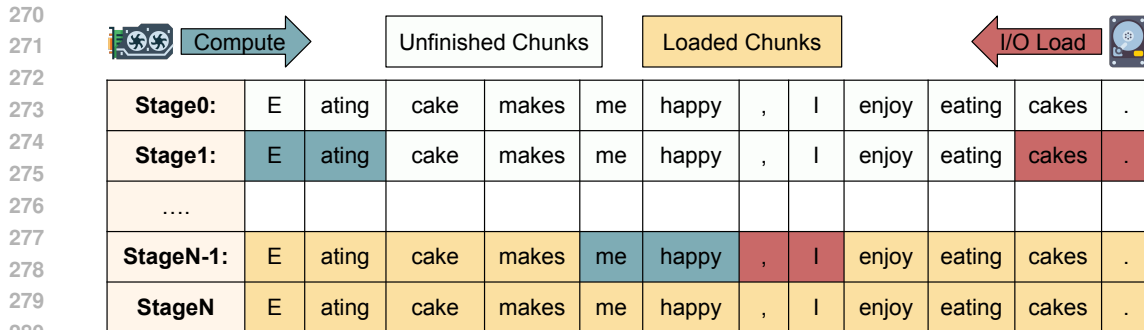 270
271
272
273
274
275
276
277
278
279
Compute Unfinished Chunks Loaded Chunks I/O Load
Stage0: E ating cake makes me happy , I enjoy eating cakes .
Stage1: E ating cake makes me happy , I enjoy eating cakes .
....
StageN-1: E ating cake makes me happy , I enjoy eating cakes .
StageN E ating cake makes me happy , I enjoy eating cakes .